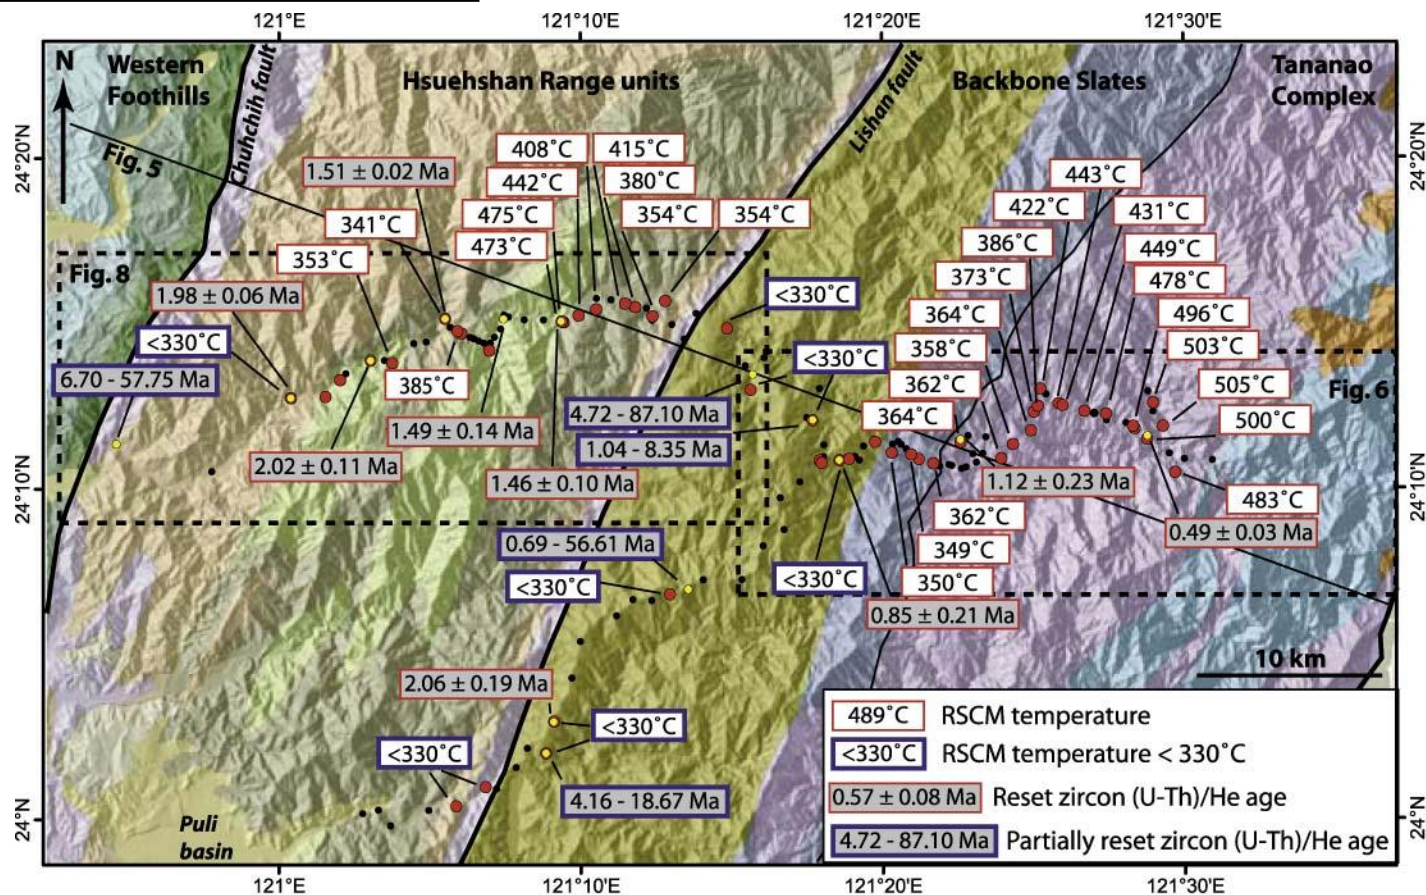 121°E 121°10'E 121°20'E 121°30'E
N
Western
Foothills
Chuhchih fault
Hsuehshan Range units
Lishan fault
Backbone Slates
Tananao
Complex
24°20'N
24°20'N
Fig. 5
408°C 415°C
1.51 ± 0.02 Ma
442°C 380°C
443°C
341°C
475°C 354°C 354°C
422°C 431°C
353°C
473°C
386°C 449°C
Fig. 8
1.98 ± 0.06 Ma
<330°C
373°C 478°C
<330°C
364°C 496°C
358°C 503°C
<330°C
6.70 - 57.75 Ma
385°C
362°C 505°C
Fig. 6
4.72 - 87.10 Ma
364°C 500°C
1.49 ± 0.14 Ma
1.04 - 8.35 Ma
2.02 ± 0.11 Ma
1.46 ± 0.10 Ma
1.12 ± 0.23 Ma
24°10'N
24°10'N
483°C
362°C
0.49 ± 0.03 Ma
0.69 - 56.61 Ma
349°C
<330°C
<330°C
350°C
0.85 ± 0.21 Ma
10 km
2.06 ± 0.19 Ma
<330°C
<330°C
4.16 - 18.67 Ma
Puli
basin
489°C RSCM temperature
<330°C RSCM temperature < 330°C
0.57 ± 0.08 Ma Reset zircon (U-Th)/He age
4.72 - 87.10 Ma Partially reset zircon (U-Th)/He age
24°N
24°N
121°E 121°10'E 121°20'E 121°30'E